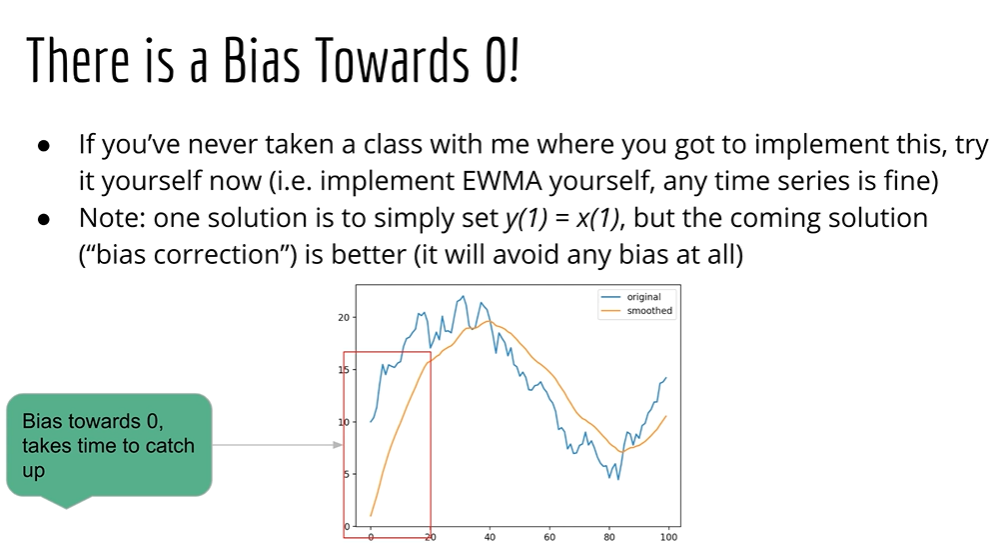 There is a Bias Towards 0!
● If you've never taken a class with me where you got to implement this, try
it yourself now (i.e. implement EWMA yourself, any time series is fine)
● Note: one solution is to simply set y(1) = x(1), but the coming solution
("bias correction") is better (it will avoid any bias at all)
original
smoothed
20
15
10
5
0
0 20 40 60 80 100
Bias towards 0,
takes time to catch
up